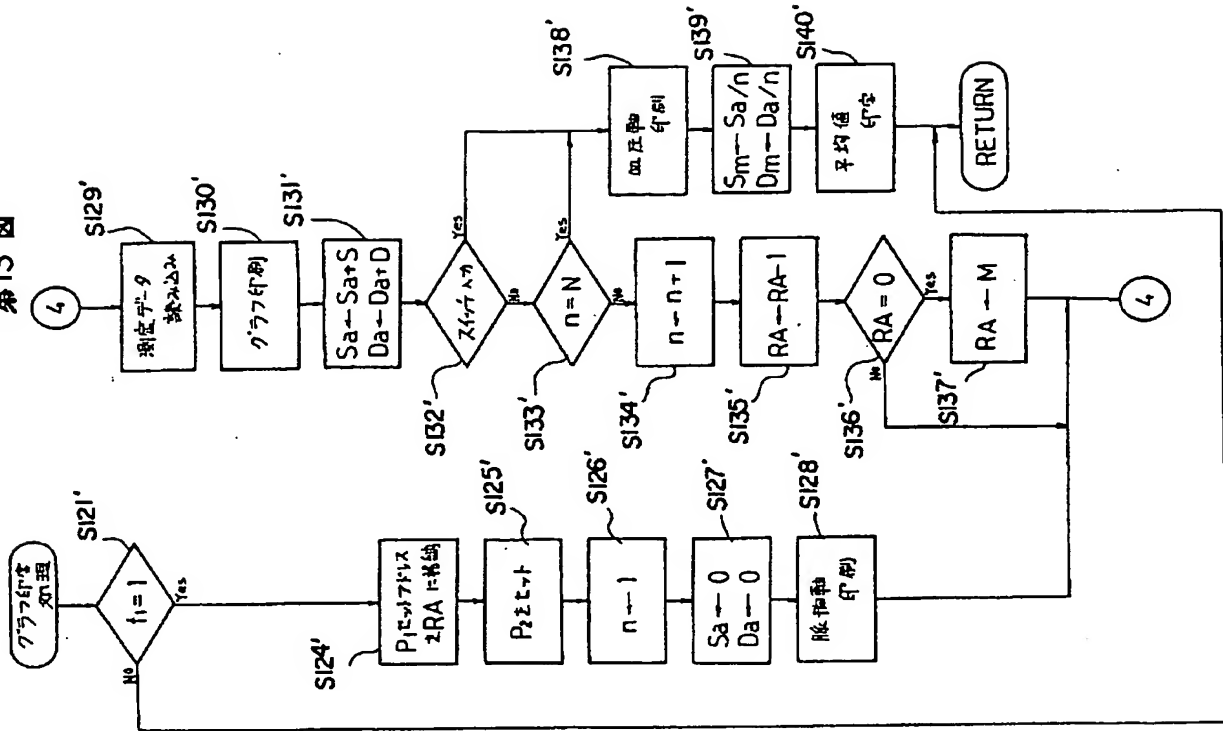 第13図
グラフ印字
処理
S121'
t1=1
No
Yes
S124'
P1セットアドレス
をRAに格納
S125'
P2をセット
S126'
n←1
S127'
Sa←0
Da←0
S128'
脈拍軸
印刷
4
S129'
測定データ
読み込み
S130'
グラフ印刷
S131'
Sa←Sa+S
Da←Da+D
S132'
スイッチ入力
Yes
No
S133'
n=N
Yes
No
S134'
n←n+1
S135'
RA←RA-1
S136'
RA=0
No
Yes
S137'
RA←M
4
S138'
血圧軸
印刷
S139'
Sm←Sa/n
Dm←Da/n
S140'
平均値
印字
RETURN